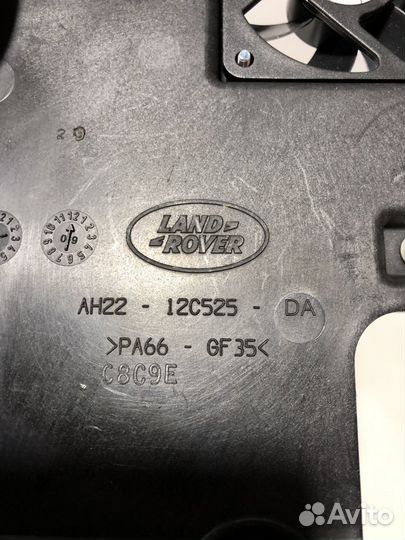 29
LAND-
-ROVER
AH22 - 12C525 - DA
>PA66 - GF35<
C8C9E
Avito